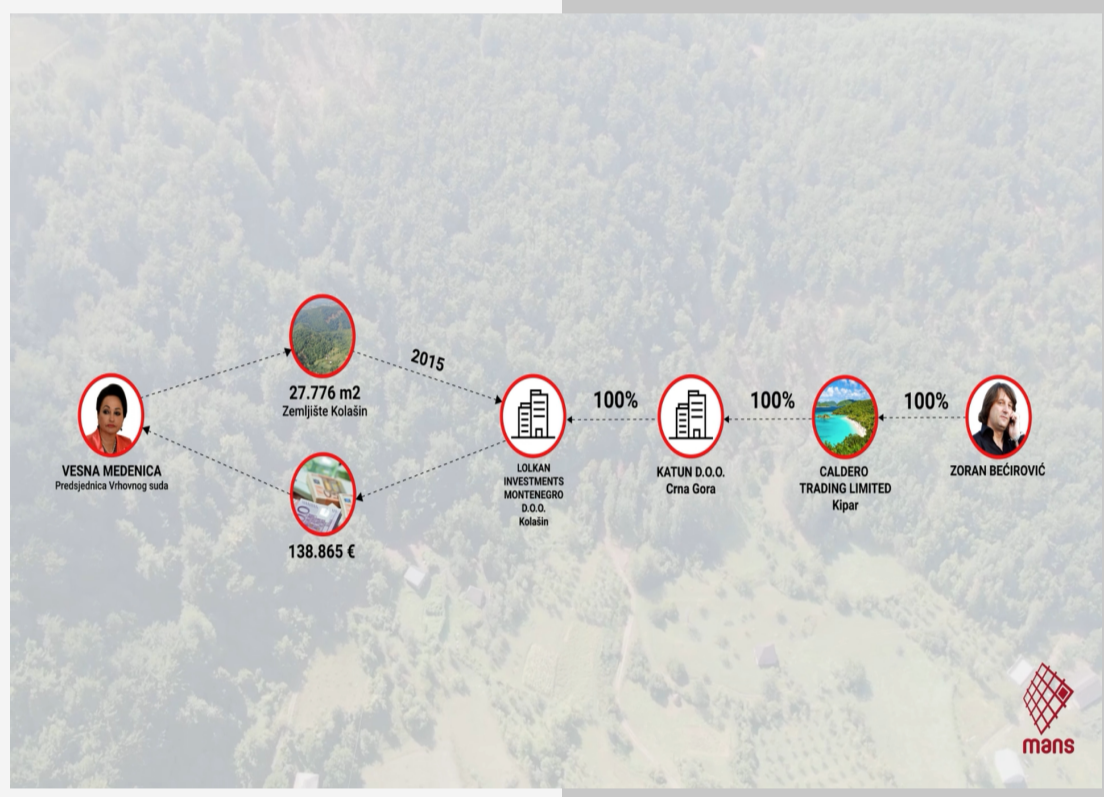 27.776 m2
Zemljište Kolašin
2015
VESNA MEDENICA
Predsjednica Vrhovnog suda
138.865 €
LOLKAN
INVESTMENTS
MONTENEGRO
D.O.O.
Kolašin
100%
KATUN D.O.O.
Crna Gora
100%
CALDERO
TRADING LIMITED
Kipar
100%
ZORAN BEĆIROVIĆ
mans